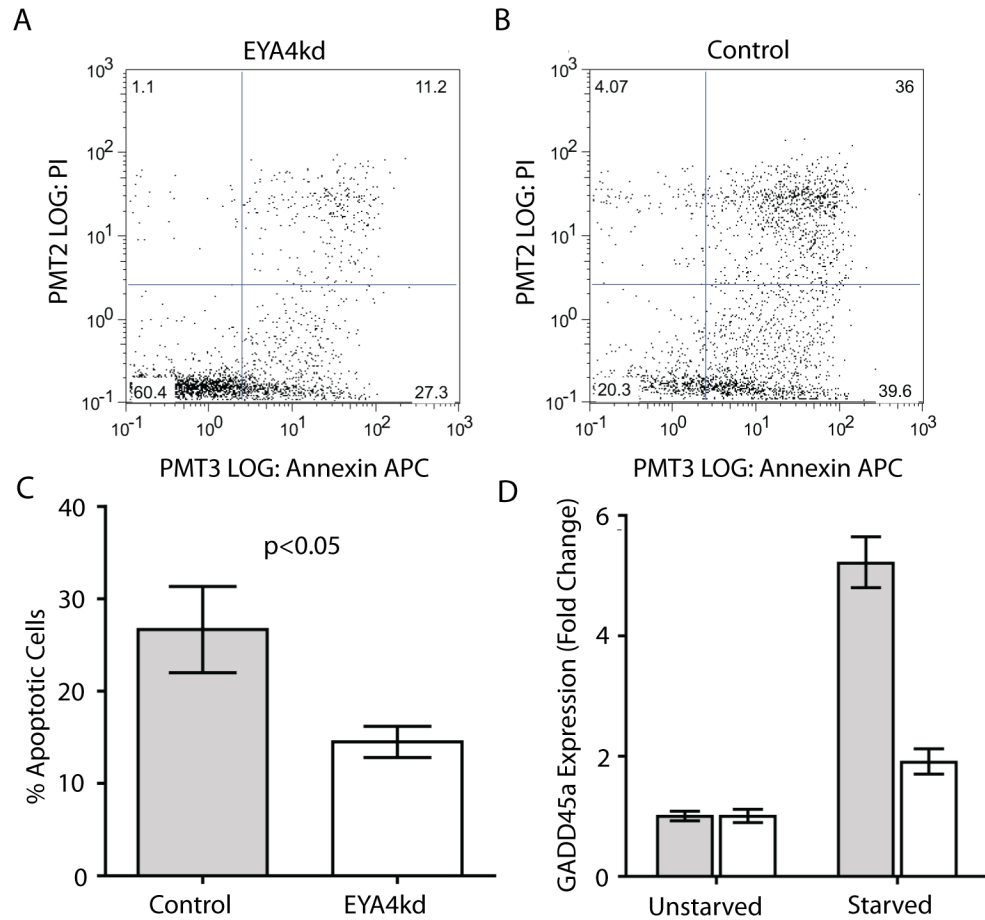 A
EYA4kd
10³
10²
10¹
10⁰
10⁻¹
PMT2 LOG: PI
1.1
11.2
60.4
27.3
10⁻¹ 10⁰ 10¹ 10² 10³
PMT3 LOG: Annexin APC
B
Control
10³
10²
10¹
10⁰
10⁻¹
PMT2 LOG: PI
4.07
36
20.3
39.6
10⁻¹ 10⁰ 10¹ 10² 10³
PMT3 LOG: Annexin APC
C
40
30
20
10
0
% Apoptotic Cells
p<0.05
Control
EYA4kd
D
6
4
2
0
GADD45a Expression (Fold Change)
Unstarved
Starved